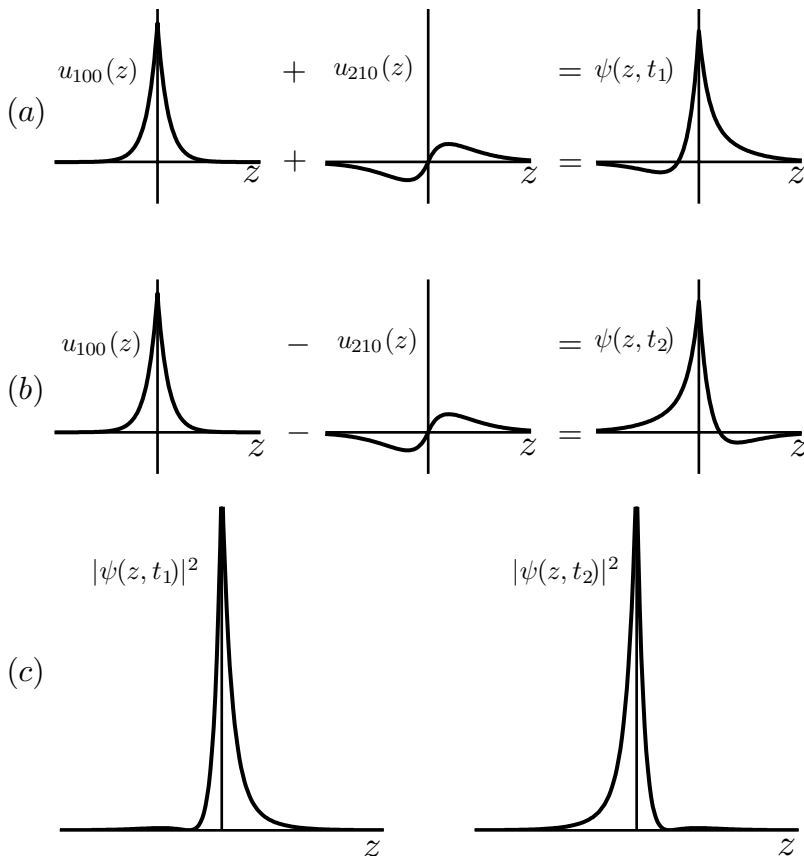 u₁₀₀(z) + u₂₁₀(z) = ψ(z, t₁)
(a)
z + z = z
u₁₀₀(z) − u₂₁₀(z) = ψ(z, t₂)
(b)
z − z = z
|ψ(z, t₁)|² |ψ(z, t₂)|²
(c)
z z